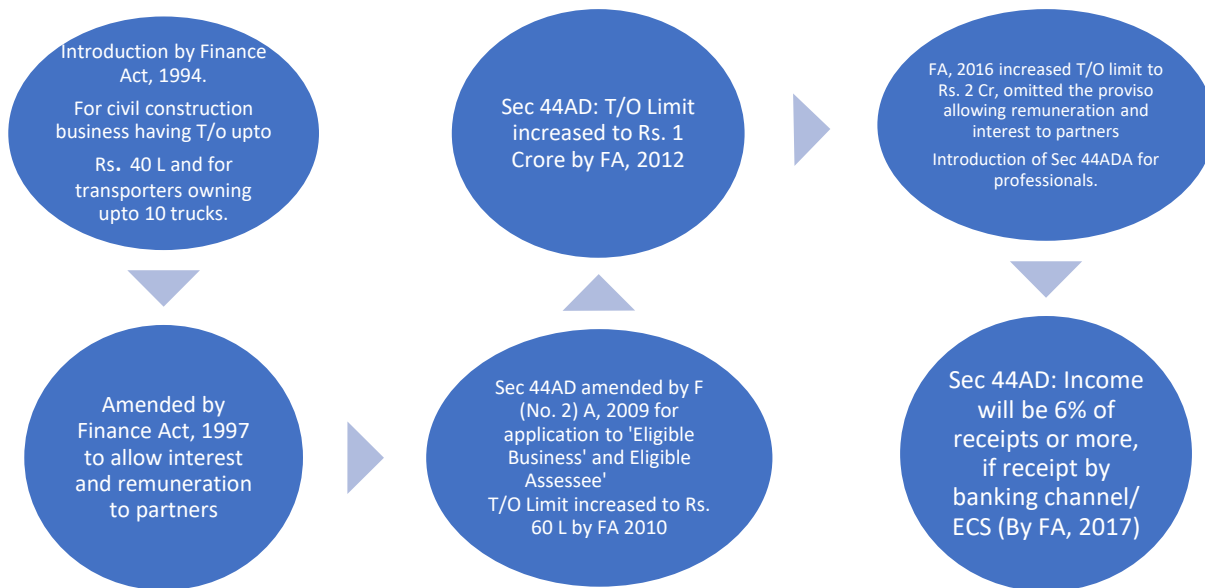 Introduction by Finance
Act, 1994.
For civil construction
business having T/o upto
Rs. 40 L and for
transporters owning
upto 10 trucks.
Amended by
Finance Act, 1997
to allow interest
and remuneration
to partners
Sec 44AD amended by F
(No. 2) A, 2009 for
application to 'Eligible
Business' and Eligible
Assessee'
T/O Limit increased to Rs.
60 L by FA 2010
Sec 44AD: T/O Limit
increased to Rs. 1
Crore by FA, 2012
FA, 2016 increased T/O limit to
Rs. 2 Cr, omitted the proviso
allowing remuneration and
interest to partners
Introduction of Sec 44ADA for
professionals.
Sec 44AD: Income
will be 6% of
receipts or more,
if receipt by
banking channel/
ECS (By FA, 2017)